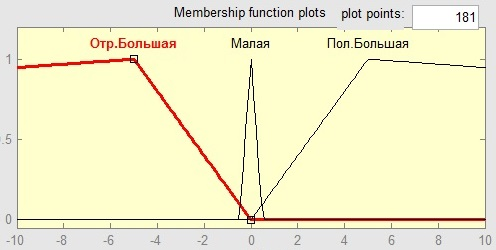 Membership function plots plot points: 181
Отр.Большая Малая Пол.Большая
1
0.5
0
-10 -8 -6 -4 -2 0 2 4 6 8 10